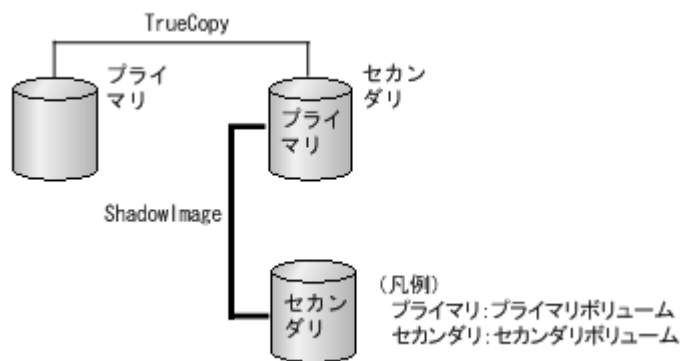 TrueCopy
プライ
マリ
セカン
ダリ
プライ
マリ
ShadowImage
セカン
ダリ
(凡例)
プライマリ:プライマリボリューム
セカンダリ:セカンダリボリューム